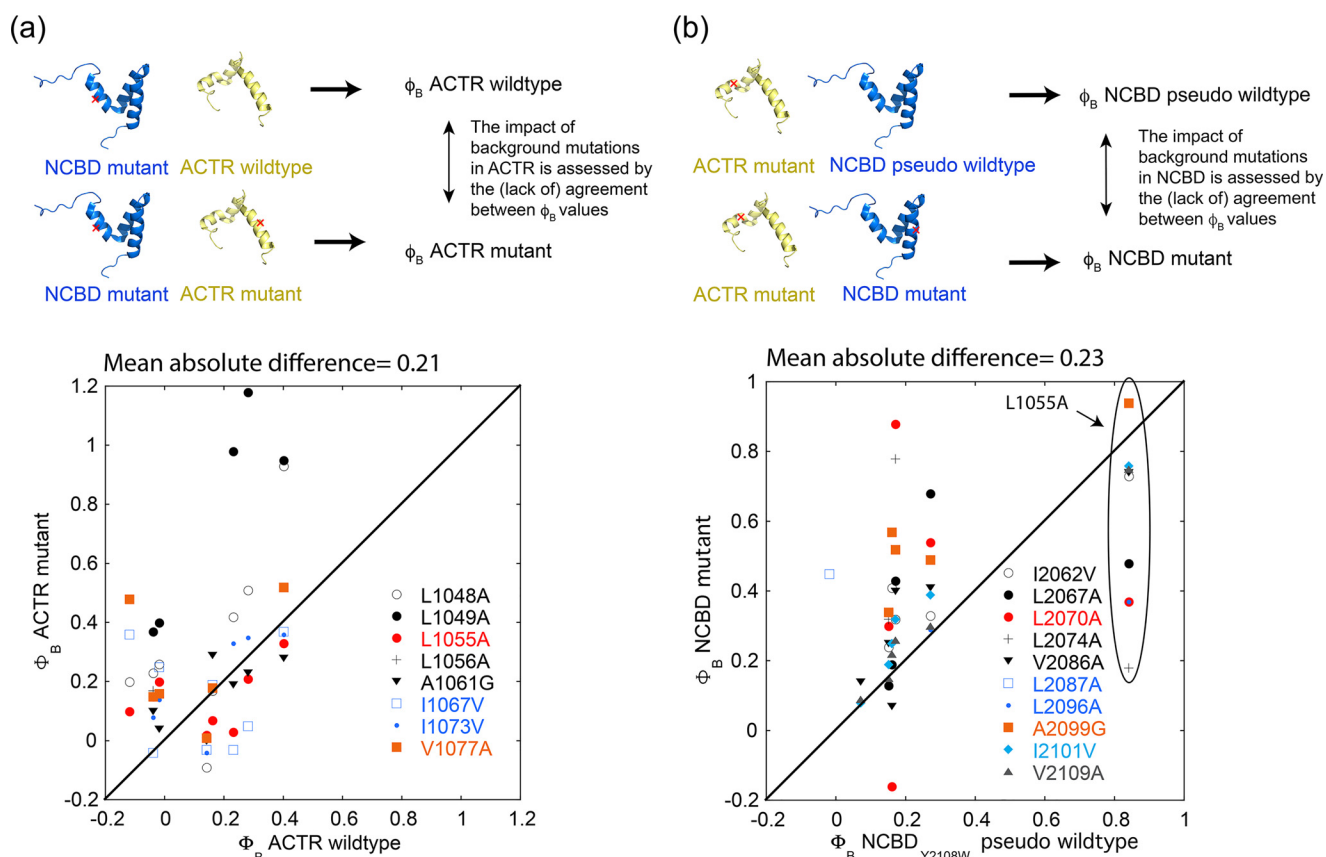 (a)
ϕB ACTR wildtype
The impact of
background mutations
in ACTR is assessed by
the (lack of) agreement
between ϕB values
NCBD mutant ACTR wildtype
ϕB ACTR mutant
NCBD mutant ACTR mutant
Mean absolute difference= 0.21
1.2
1
0.8
0.6
0.4
0.2
0
-0.2
ΦB ACTR mutant
L1048A
L1049A
L1055A
L1056A
A1061G
I1067V
I1073V
V1077A
-0.2 0 0.2 0.4 0.6 0.8 1 1.2
ΦB ACTR wildtype
(b)
ϕB NCBD pseudo wildtype
The impact of
background mutations
in NCBD is assessed by
the (lack of) agreement
between ϕB values
ACTR mutant NCBD pseudo wildtype
ϕB NCBD mutant
ACTR mutant NCBD mutant
Mean absolute difference= 0.23
1
0.8
0.6
0.4
0.2
0
-0.2
ΦB NCBD mutant
L1055A
I2062V
L2067A
L2070A
L2074A
V2086A
L2087A
L2096A
A2099G
I2101V
V2109A
-0.2 0 0.2 0.4 0.6 0.8 1
ΦB NCBD Y2108W pseudo wildtype